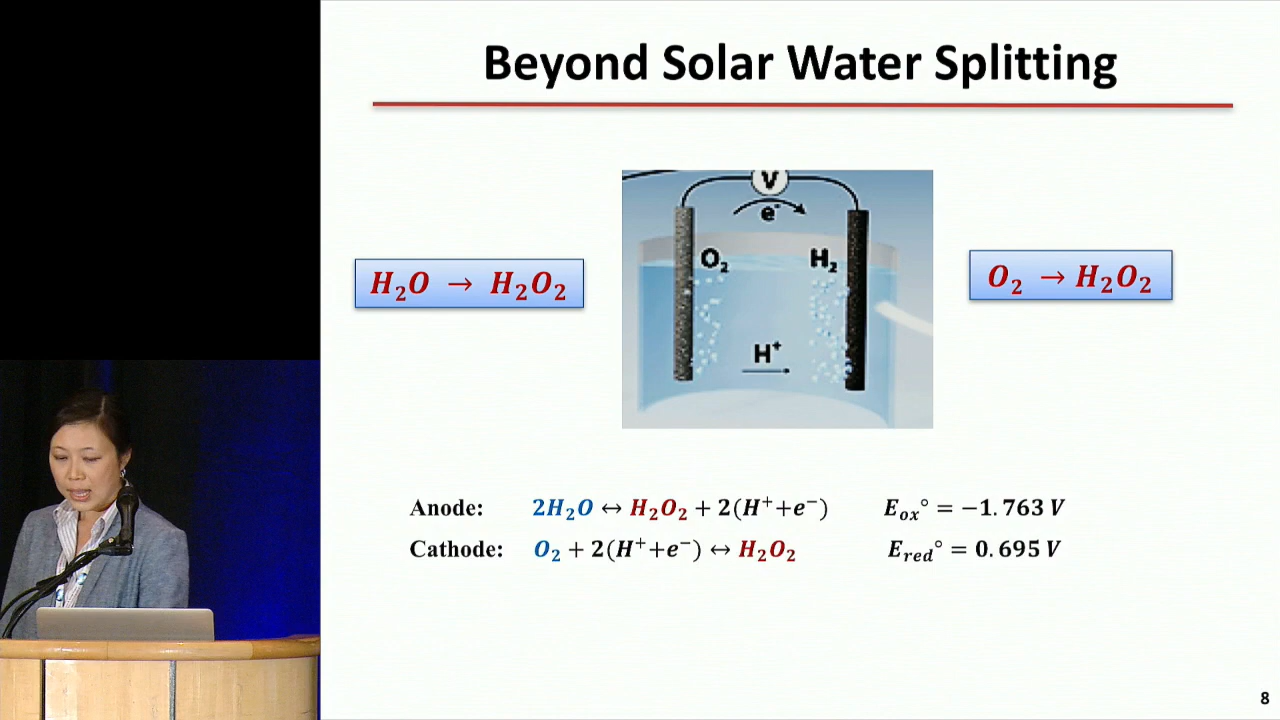 Beyond Solar Water Splitting
V
e⁻
O₂ H₂
H₂O → H₂O₂
O₂ → H₂O₂
H⁺
Anode: 2H₂O ↔ H₂O₂ + 2(H⁺+e⁻) Eₒₓ° = −1.763 V
Cathode: O₂ + 2(H⁺+e⁻) ↔ H₂O₂ E_red° = 0.695 V
8